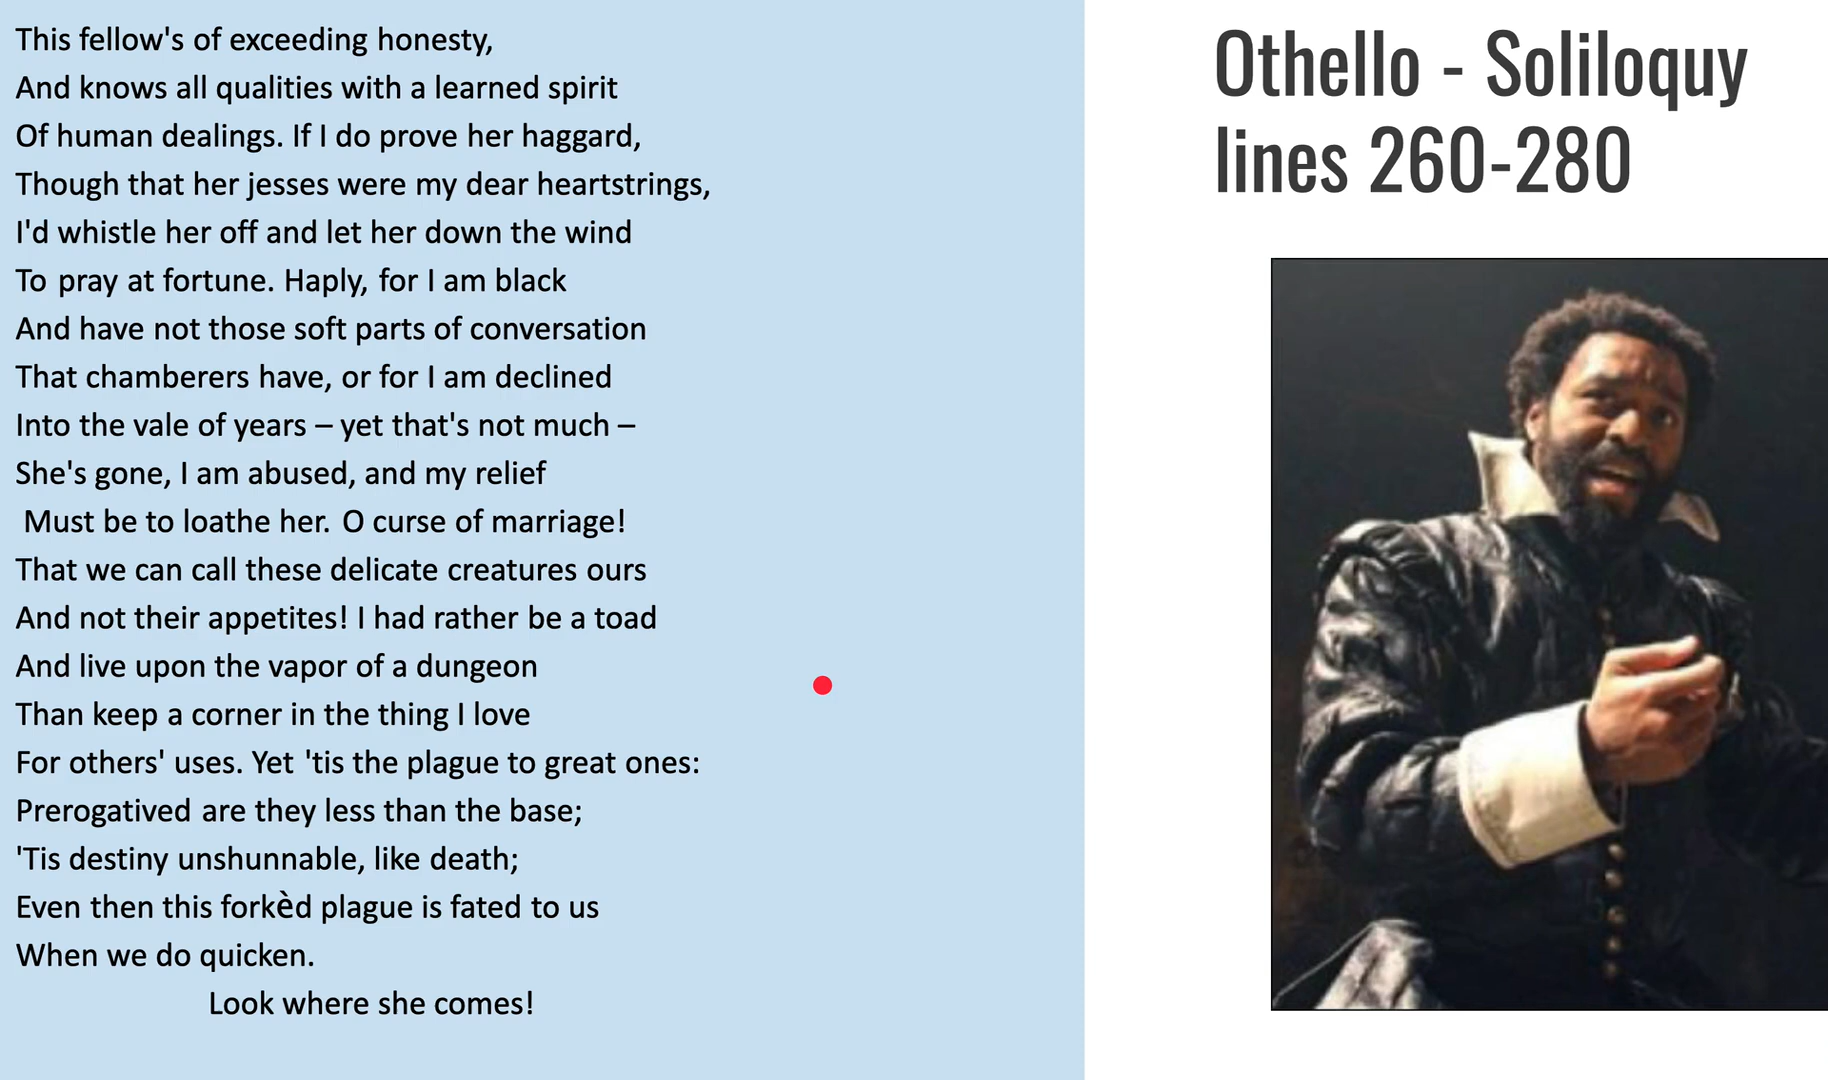 This fellow's of exceeding honesty,
And knows all qualities with a learned spirit
Of human dealings. If I do prove her haggard,
Though that her jesses were my dear heartstrings,
I'd whistle her off and let her down the wind
To pray at fortune. Haply, for I am black
And have not those soft parts of conversation
That chamberers have, or for I am declined
Into the vale of years – yet that's not much –
She's gone, I am abused, and my relief
Must be to loathe her. O curse of marriage!
That we can call these delicate creatures ours
And not their appetites! I had rather be a toad
And live upon the vapor of a dungeon
Than keep a corner in the thing I love
For others' uses. Yet 'tis the plague to great ones:
Prerogatived are they less than the base;
'Tis destiny unshunnable, like death;
Even then this forkèd plague is fated to us
When we do quicken.
Look where she comes!
Othello - Soliloquy
lines 260-280